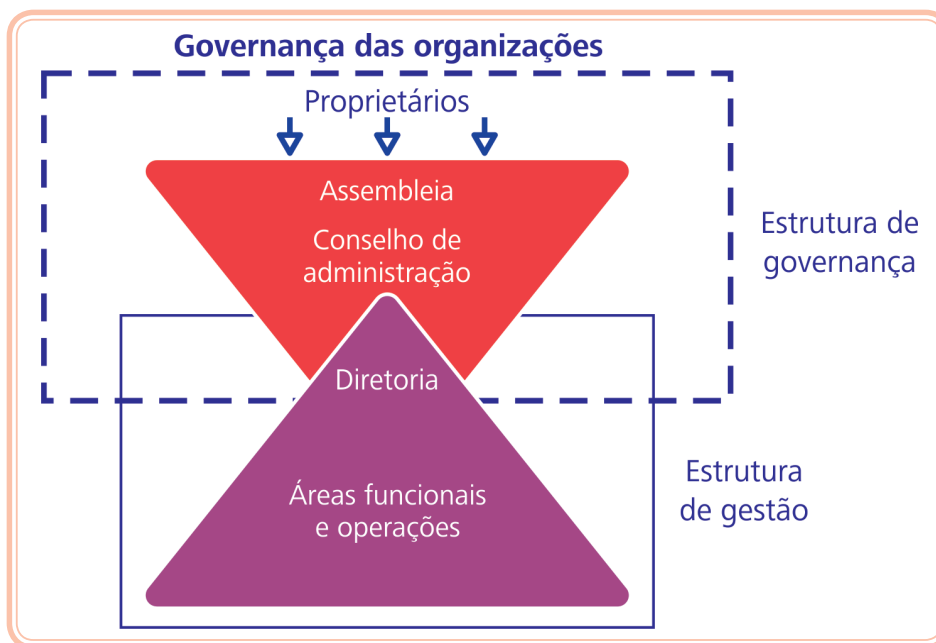 Governança das organizações
Proprietários
Assembleia
Conselho de
administração
Estrutura de
governança
Diretoria
Áreas funcionais
e operações
Estrutura
de gestão